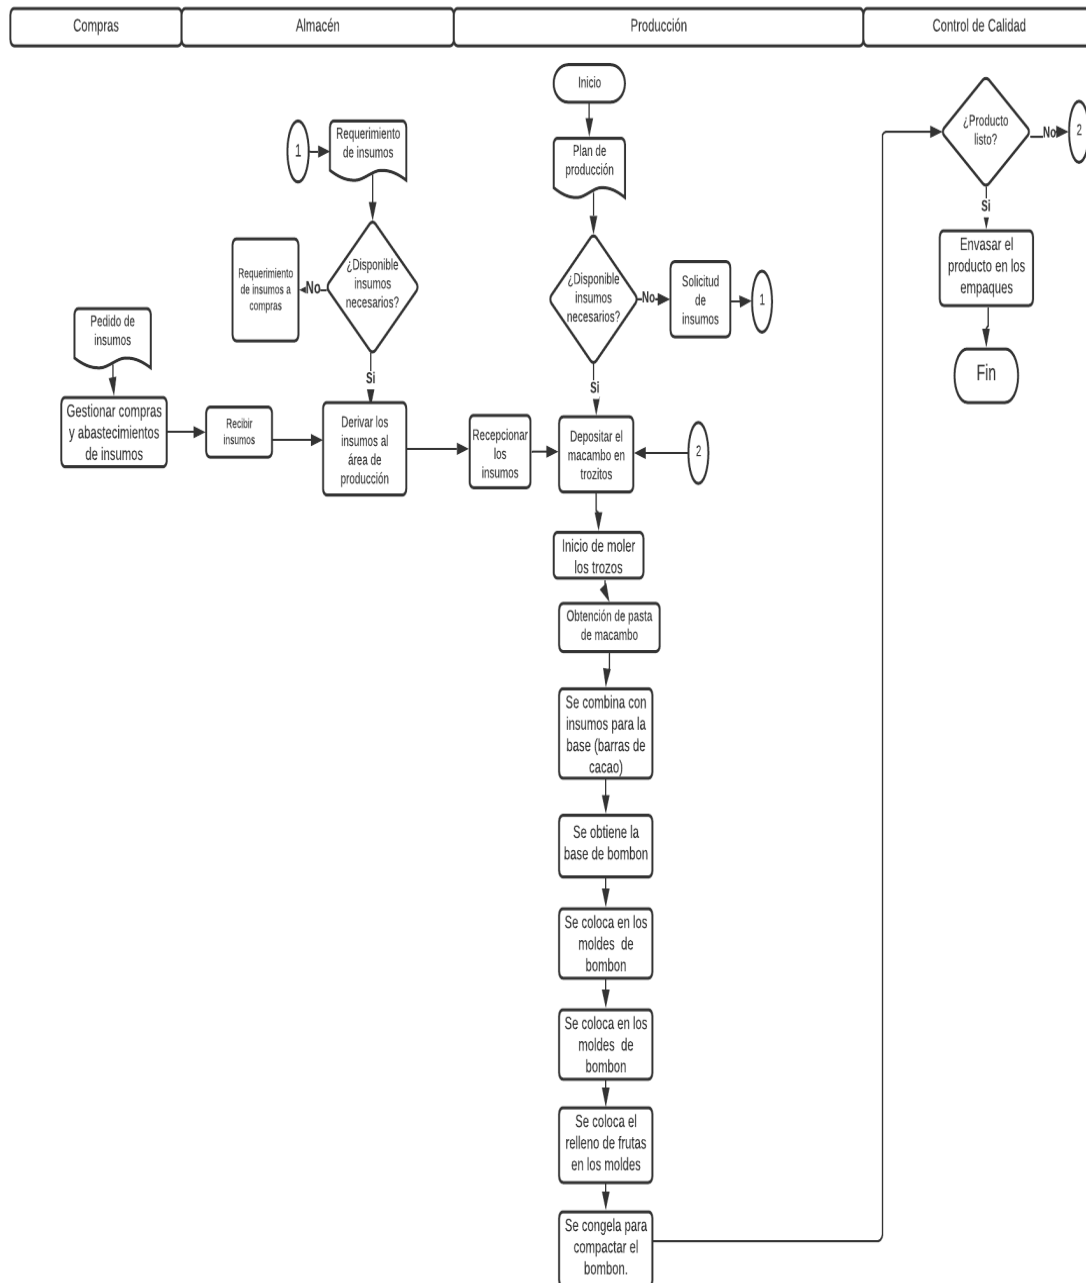 Compras
Almacén
Producción
Control de Calidad
1
Requerimiento
de insumos
¿Disponible
insumos
necesarios?
No
Requerimiento
de insumos a
compras
Si
Pedido de
insumos
Gestionar compras
y abastecimientos
de insumos
Recibir
insumos
Derivar los
insumos al
área de
producción
Inicio
Plan de
producción
¿Disponible
insumos
necesarios?
No
Solicitud
de
insumos
1
Si
Recepcionar
los
insumos
Depositar el
macambo en
trozitos
2
Inicio de moler
los trozos
Obtención de pasta
de macambo
Se combina con
insumos para la
base (barras de
cacao)
Se obtiene la
base de bombon
Se coloca en los
moldes de
bombon
Se coloca en los
moldes de
bombon
Se coloca el
relleno de frutas
en los moldes
Se congela para
compactar el
bombon.
¿Producto
listo?
No
2
Si
Envasar el
producto en los
empaques
Fin